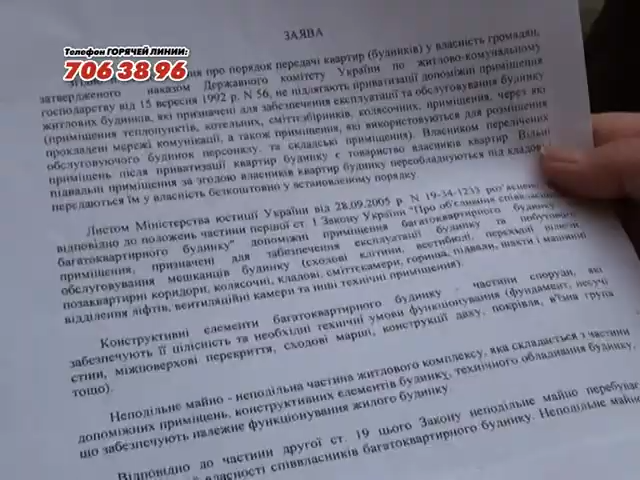 Телефон ГОРЯЧЕЙ ЛИНИИ:
706 38 96
ЗАЯВА
про порядок передачі квартир (будинків) у власність громадян,
затвердженого наказом Державного комітету України по житлово-комунальному
господарству від 15 вересня 1992 р. N 56, не підлягають приватизації допоміжні приміщення
житлових будинків, які призначені для забезпечення експлуатації та обслуговування будинку
(приміщення теплопунктів, котельних, сміттєзбірників, колясочних, приміщення, через які
прокладені мережі комунікації, а також приміщення, які використовуються для розміщення
обслуговуючого будинок персоналу, та складські приміщення). Власником перелічених
приміщень після приватизації квартир будинку є товариство власників квартир Вільні
підвальні приміщення за згодою власників квартир будинку переобладнуються під кладові
передаються їм у власність безкоштовно у встановленому порядку.
Листом Міністерства юстиції України від 28.09.2005 р. N 19-34-1233
відповідно до положень частини першої ст. 1 Закону України "Про об'єднання співвласників
багатоквартирного будинку" допоміжні приміщення багатоквартирного будинку -
приміщення, призначені для забезпечення експлуатації будинку та побутового
обслуговування мешканців будинку (сходові клітини, вестибюлі, перехідні шлюзи,
позаквартирні коридори, колясочні, кладові, сміттєкамери, горища, підвали, шахти і машинні
відділення ліфтів, вентиляційні камери та інші технічні приміщення).
Конструктивні елементи багатоквартирного будинку - частини споруди, які
забезпечують її цілісність та необхідні технічні умови функціонування (фундамент, несучі
стіни, міжповерхові перекриття, сходові марші, конструкції даху, покрівля, в'їзна група
тощо).
Неподільне майно - неподільна частина житлового комплексу, яка складається з частини
допоміжних приміщень, конструктивних елементів будинку, технічного обладнання будинку,
що забезпечують належне функціонування жилого будинку.
Відповідно до частини другої ст. 19 цього Закону неподільне майно перебуває
власності співвласників багатоквартирного будинку. Неподільне майно